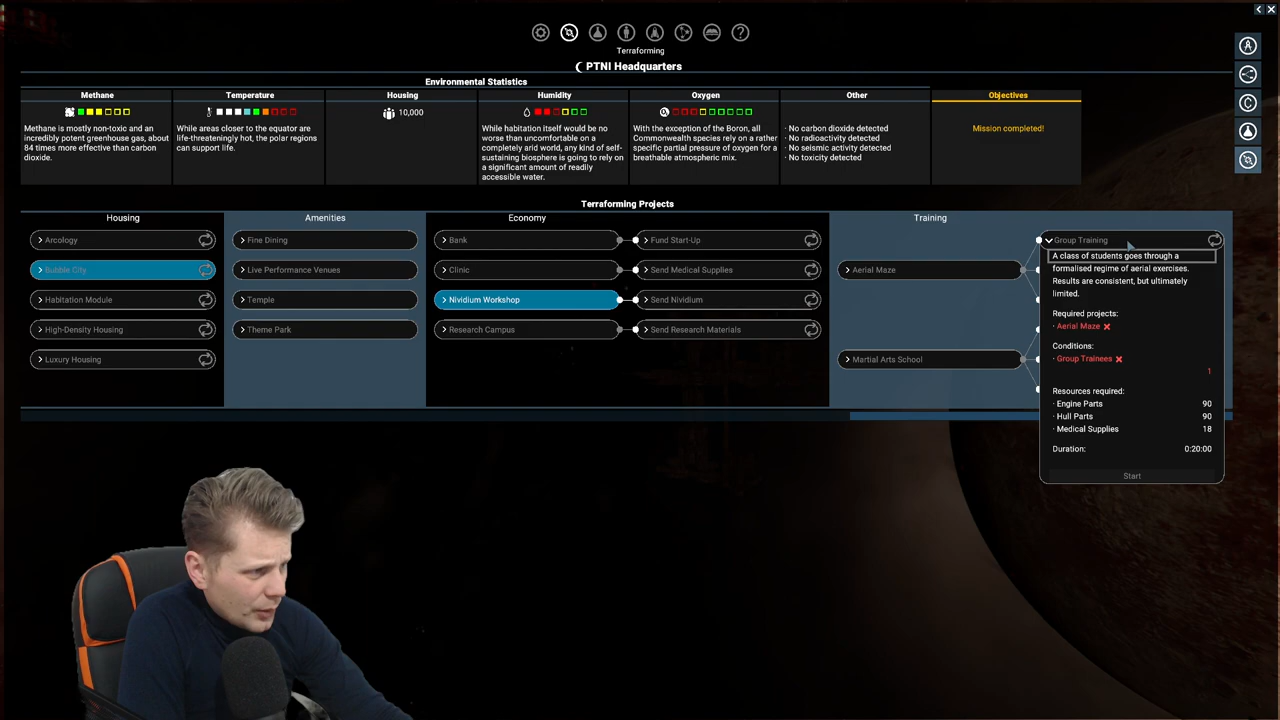 Terraforming
PTNI Headquarters
Environmental Statistics
Methane
Methane is mostly non-toxic and an
incredibly potent greenhouse gas, about
84 times more effective than carbon
dioxide.
Temperature
While areas closer to the equator are
life-threateningly hot, the polar regions
can support life.
Housing
10,000
Humidity
While habitation itself would be no
worse than uncomfortable on a
completely arid world, any kind of self-
sustaining biosphere is going to rely on
a significant amount of readily
accessible water.
Oxygen
With the exception of the Boron, all
Commonwealth species rely on a rather
specific partial pressure of oxygen for a
breathable atmospheric mix.
Other
· No carbon dioxide detected
· No radioactivity detected
· No seismic activity detected
· No toxicity detected
Objectives
Mission completed!
Terraforming Projects
Housing
Arcology
Bubble City
Habitation Module
High-Density Housing
Luxury Housing
Amenities
Fine Dining
Live Performance Venues
Temple
Theme Park
Economy
Bank
Fund Start-Up
Clinic
Send Medical Supplies
Nividium Workshop
Send Nividium
Research Campus
Send Research Materials
Training
Aerial Maze
Martial Arts School
Group Training
A class of students goes through a
formalised regime of aerial exercises.
Results are consistent, but ultimately
limited.
Required projects:
· Aerial Maze
Conditions:
· Group Trainees
1
Resources required:
· Engine Parts 90
· Hull Parts 90
· Medical Supplies 18
Duration: 0:20:00
Start